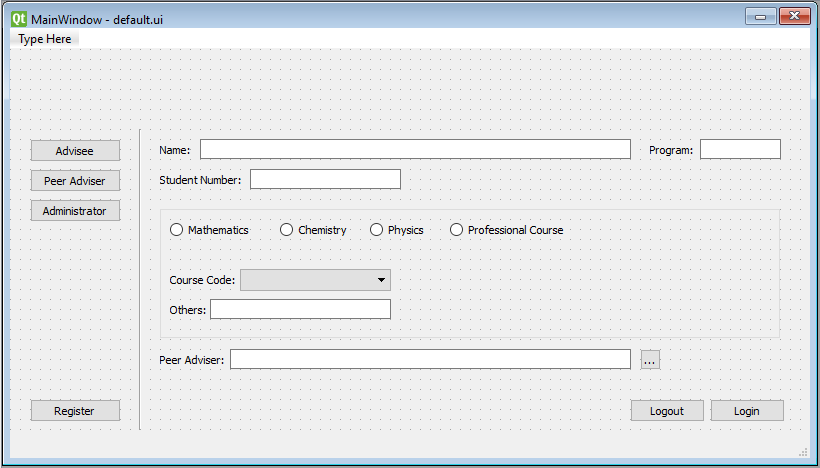 Qt MainWindow - default.ui
Type Here
Advisee Name: Program:
Peer Adviser Student Number:
Administrator
Mathematics Chemistry Physics Professional Course
Course Code:
Others:
Peer Adviser: ...
Register Logout Login